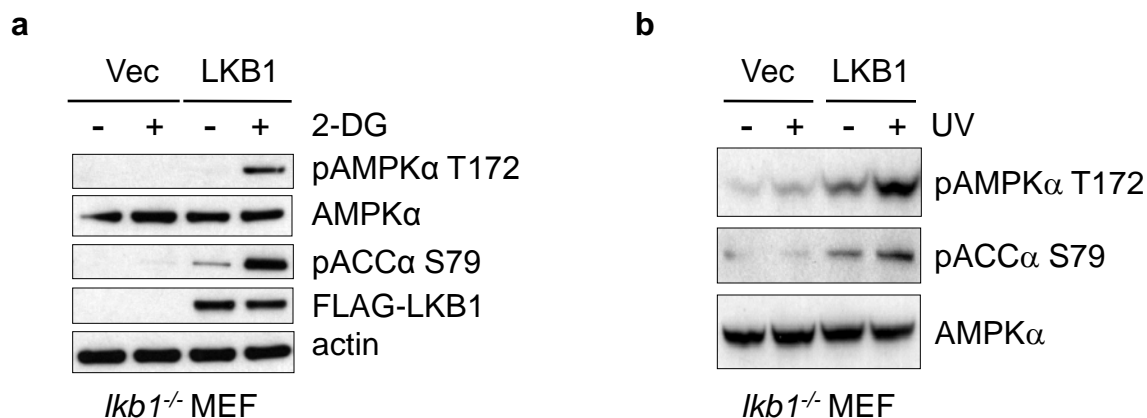 a
Vec LKB1
- + - + 2-DG
pAMPKα T172
AMPKα
pACCα S79
FLAG-LKB1
actin
lkb1-/- MEF
b
Vec LKB1
- + - + UV
pAMPKα T172
pACCα S79
AMPKα
lkb1-/- MEF